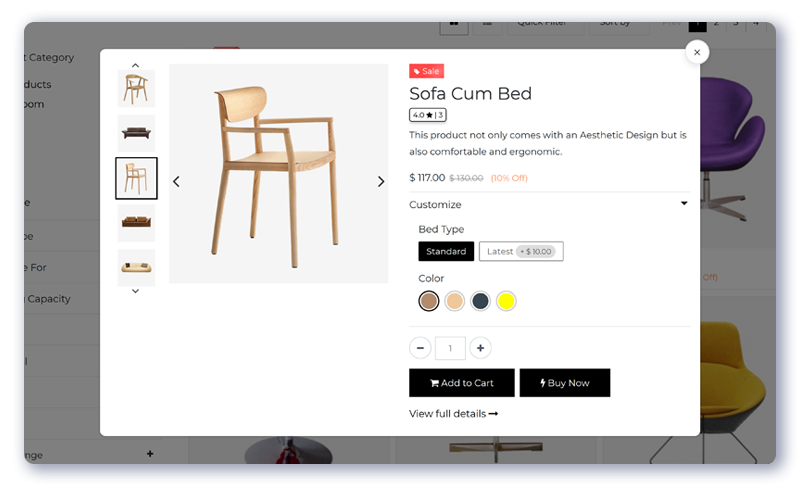 Quick Filter
Sort by
Prev 1 2 3 4
t Category
ducts
oom
e
pe
e For
g Capacity
l
nge +
Off)
Sale
Sofa Cum Bed
4.0 ★ | 3
This product not only comes with an Aesthetic Design but is
also comfortable and ergonomic.
$ 117.00 $ 130.00 (10% Off)
Customize
Bed Type
Standard Latest + $ 10.00
Color
− 1 +
Add to Cart Buy Now
View full details